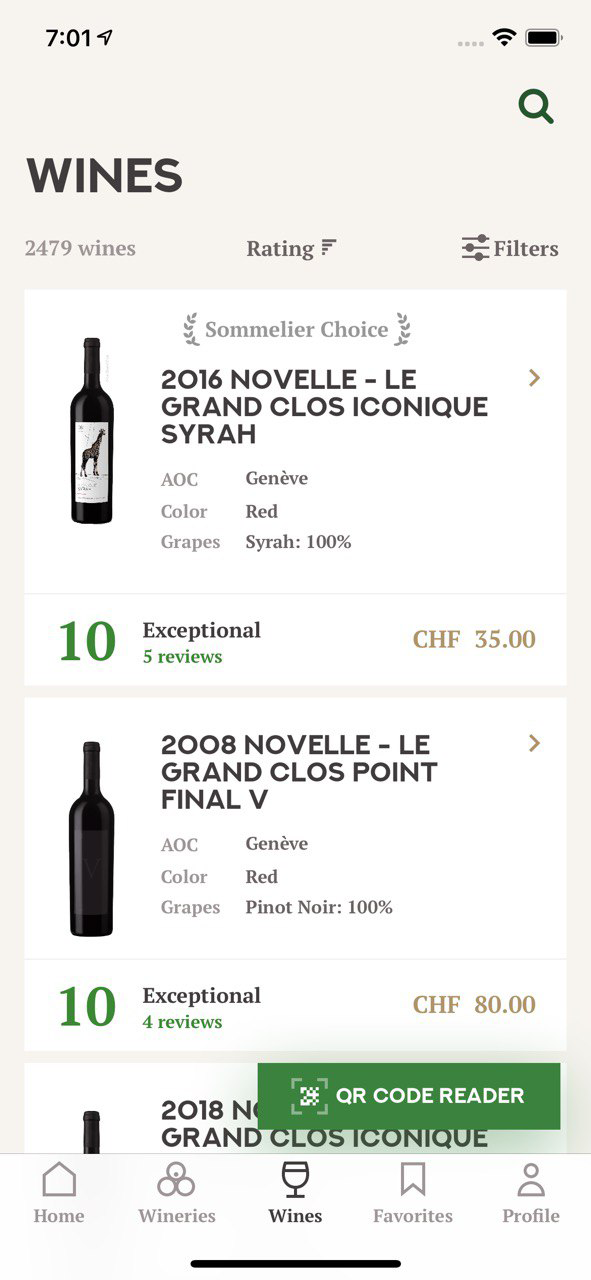 7:01
WINES
2479 wines
Rating
Filters
Sommelier Choice
2016 NOVELLE - LE
GRAND CLOS ICONIQUE
SYRAH
AOC Genève
Color Red
Grapes Syrah: 100%
10
Exceptional
5 reviews
CHF 35.00
2008 NOVELLE - LE
GRAND CLOS POINT
FINAL V
AOC Genève
Color Red
Grapes Pinot Noir: 100%
10
Exceptional
4 reviews
CHF 80.00
QR CODE READER
2018
GRAND CLOS ICONIQUE
Home
Wineries
Wines
Favorites
Profile